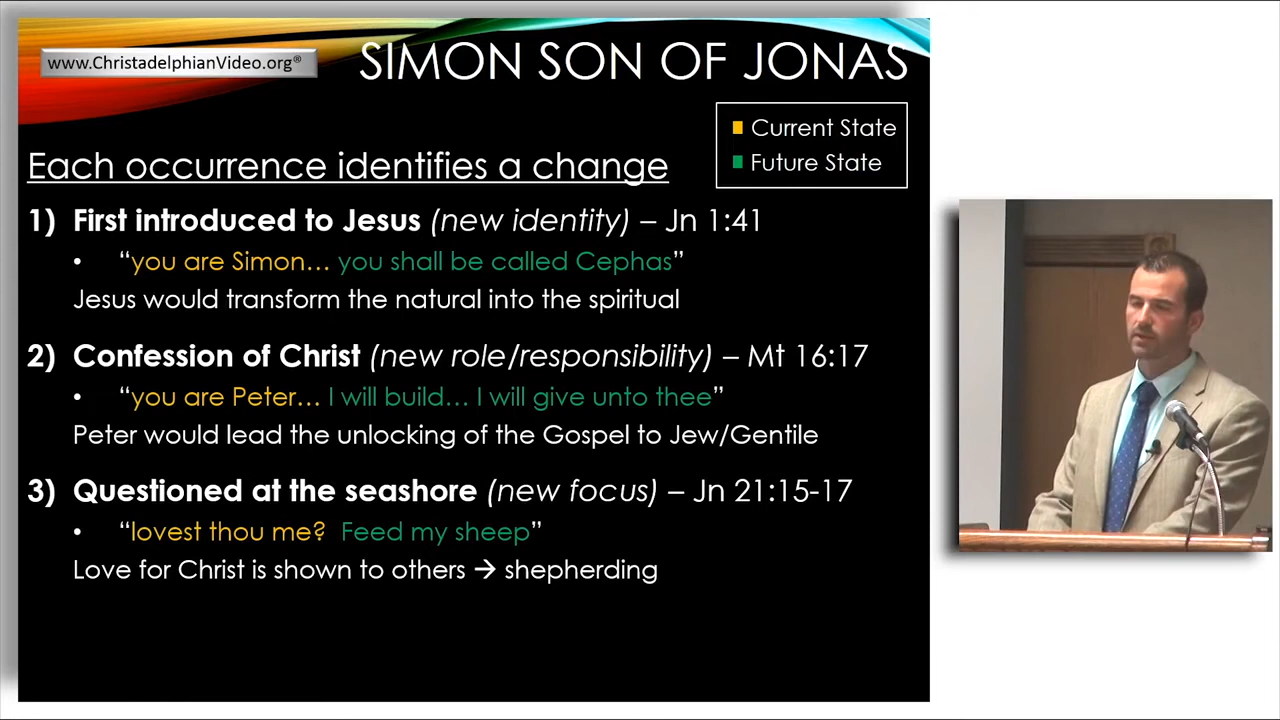 www.ChristadelphianVideo.org®
SIMON SON OF JONAS
Current State
Future State
Each occurrence identifies a change
1) First introduced to Jesus (new identity) – Jn 1:41
• “you are Simon… you shall be called Cephas”
Jesus would transform the natural into the spiritual
2) Confession of Christ (new role/responsibility) – Mt 16:17
• “you are Peter… I will build… I will give unto thee”
Peter would lead the unlocking of the Gospel to Jew/Gentile
3) Questioned at the seashore (new focus) – Jn 21:15-17
• “lovest thou me? Feed my sheep”
Love for Christ is shown to others → shepherding